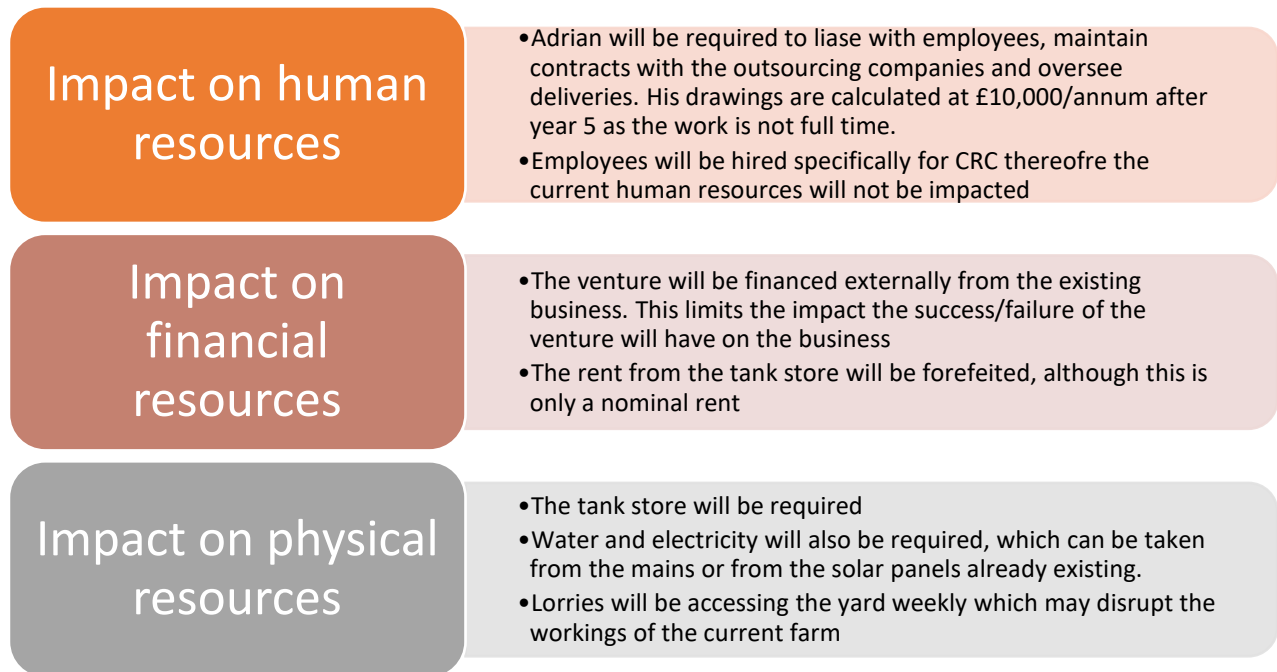 Impact on human
resources
•Adrian will be required to liase with employees, maintain
contracts with the outsourcing companies and oversee
deliveries. His drawings are calculated at £10,000/annum after
year 5 as the work is not full time.
•Employees will be hired specifically for CRC thereofre the
current human resources will not be impacted
Impact on
financial
resources
•The venture will be financed externally from the existing
business. This limits the impact the success/failure of the
venture will have on the business
•The rent from the tank store will be forefeited, although this is
only a nominal rent
Impact on physical
resources
•The tank store will be required
•Water and electricity will also be required, which can be taken
from the mains or from the solar panels already existing.
•Lorries will be accessing the yard weekly which may disrupt the
workings of the current farm